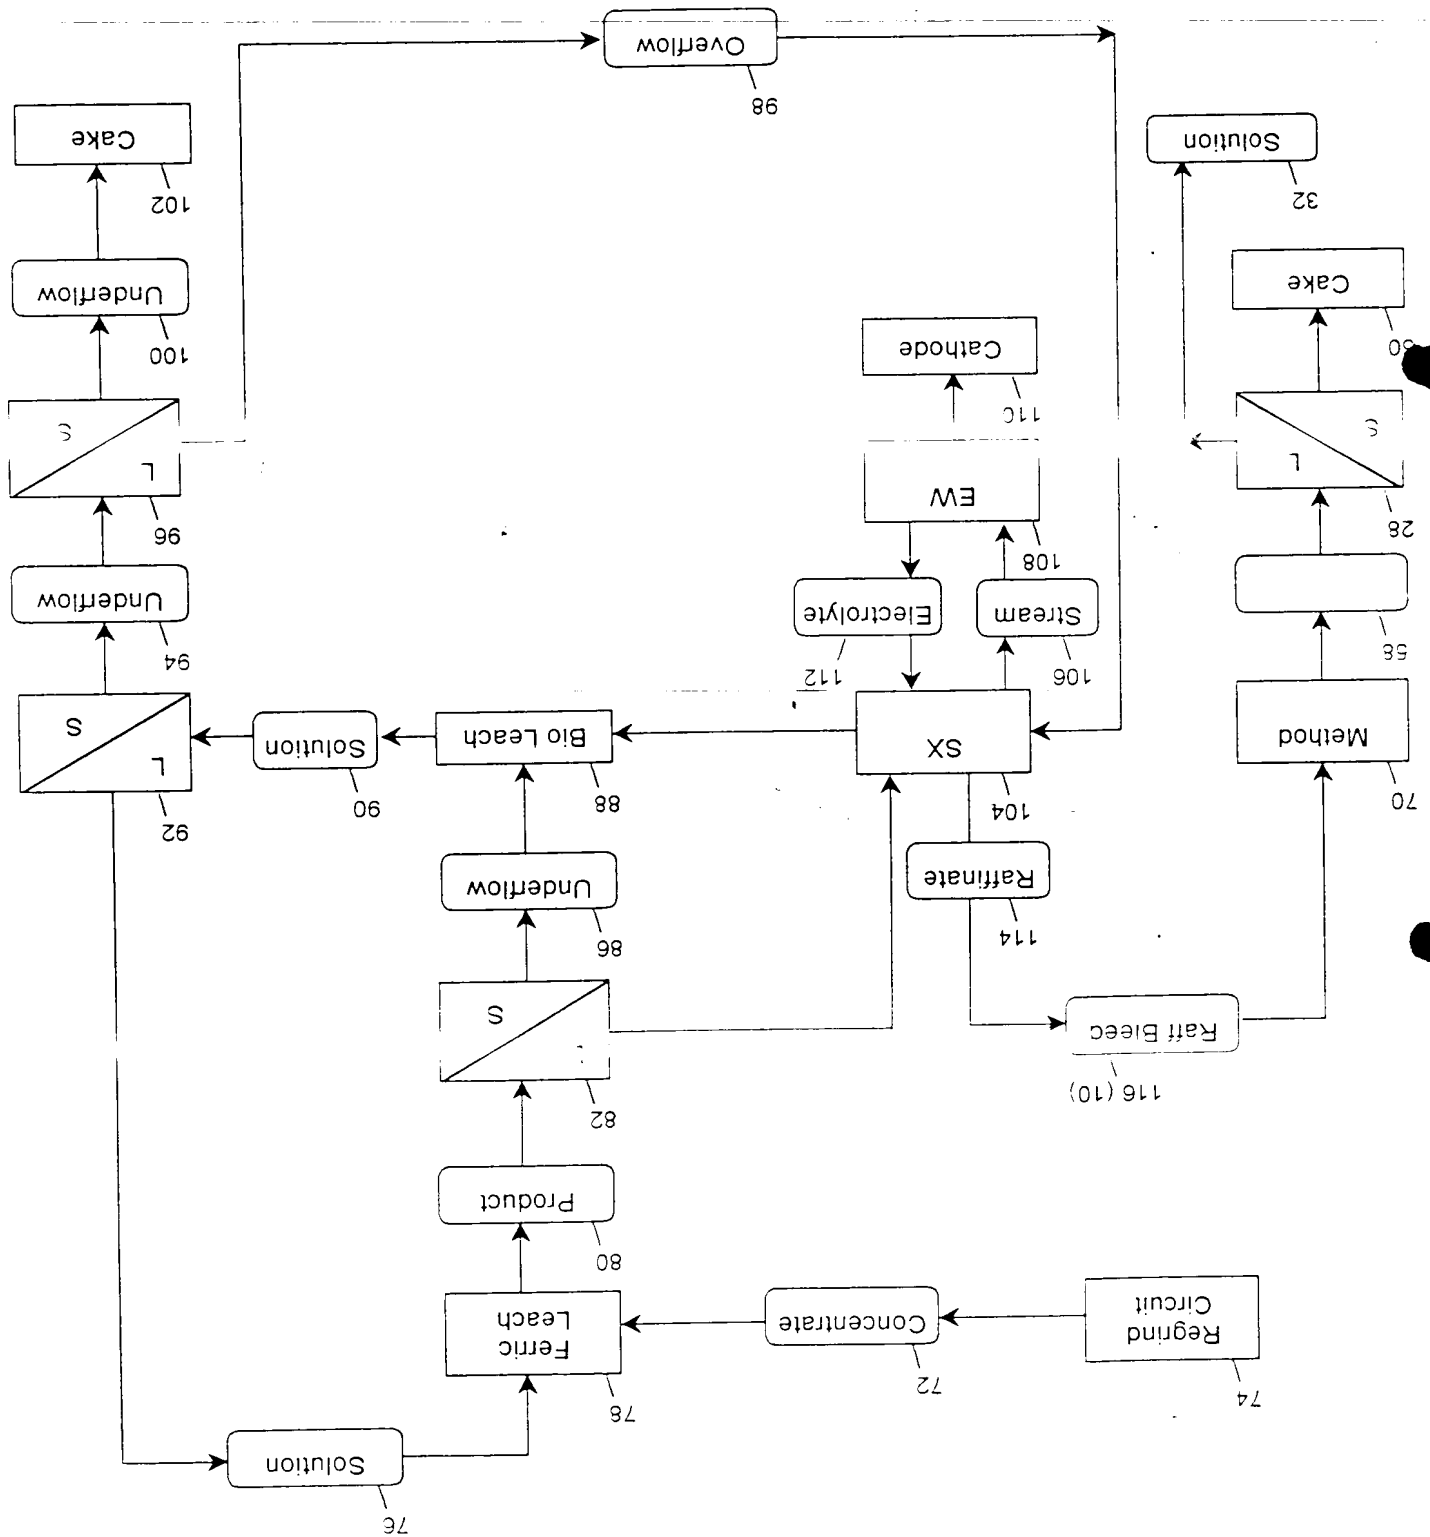 76
Solution
74
Regrind
Circuit
72
Concentrate
78
Ferric
Leach
80
Product
116 (10)
Raff Bleed
82
S
114
Raffinate
86
Underflow
70
Method
104
SX
88
Bio Leach
90
Solution
92
L
S
58
106
Stream
112
Electrolyte
94
Underflow
28
L
S
108
EW
96
L
S
110
Cathode
100
Underflow
Cake
32
Solution
102
Cake
98
Overflow